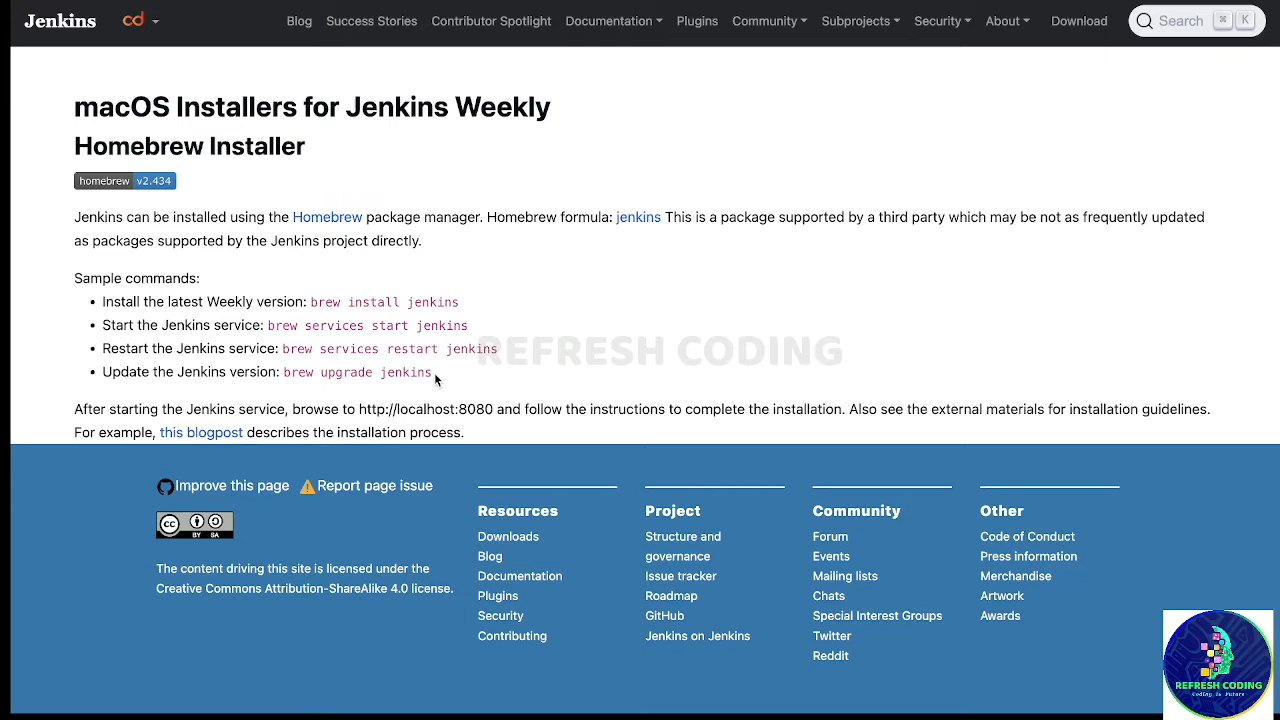 Jenkins cd Blog Success Stories Contributor Spotlight Documentation Plugins Community Subprojects Security About Download Search ⌘ K
macOS Installers for Jenkins Weekly
Homebrew Installer
homebrew v2.434
Jenkins can be installed using the Homebrew package manager. Homebrew formula: jenkins This is a package supported by a third party which may be not as frequently updated
as packages supported by the Jenkins project directly.
Sample commands:
• Install the latest Weekly version: brew install jenkins
• Start the Jenkins service: brew services start jenkins
• Restart the Jenkins service: brew services restart jenkins
• Update the Jenkins version: brew upgrade jenkins
REFRESH CODING
After starting the Jenkins service, browse to http://localhost:8080 and follow the instructions to complete the installation. Also see the external materials for installation guidelines.
For example, this blogpost describes the installation process.
Improve this page Report page issue
cc BY SA
The content driving this site is licensed under the
Creative Commons Attribution-ShareAlike 4.0 license.
Resources
Downloads
Blog
Documentation
Plugins
Security
Contributing
Project
Structure and
governance
Issue tracker
Roadmap
GitHub
Jenkins on Jenkins
Community
Forum
Events
Mailing lists
Chats
Special Interest Groups
Twitter
Reddit
Other
Code of Conduct
Press information
Merchandise
Artwork
Awards
REFRESH CODING
Coding is Future